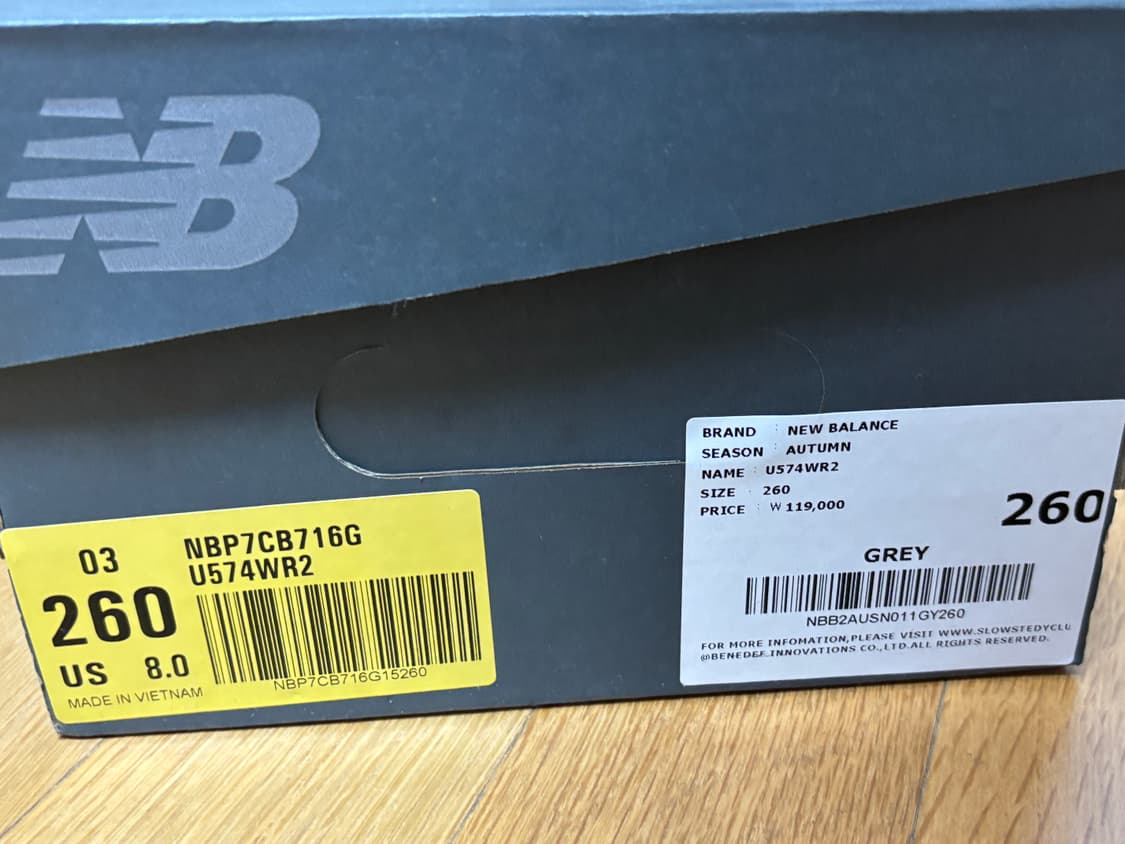 NB
03
260
US 8.0
MADE IN VIETNAM
NBP7CB716G
U574WR2
NBP7CB716G15260
BRAND : NEW BALANCE
SEASON : AUTUMN
NAME : U574WR2
SIZE : 260
PRICE : ₩119,000
260
GREY
NBB2AUSN011GY260
FOR MORE INFOMATION,PLEASE VISIT WWW.SLOWSTEDYCLU
@BENEDEF.INNOVATIONS CO.,LTD.ALL RIGHTS RESERVED.